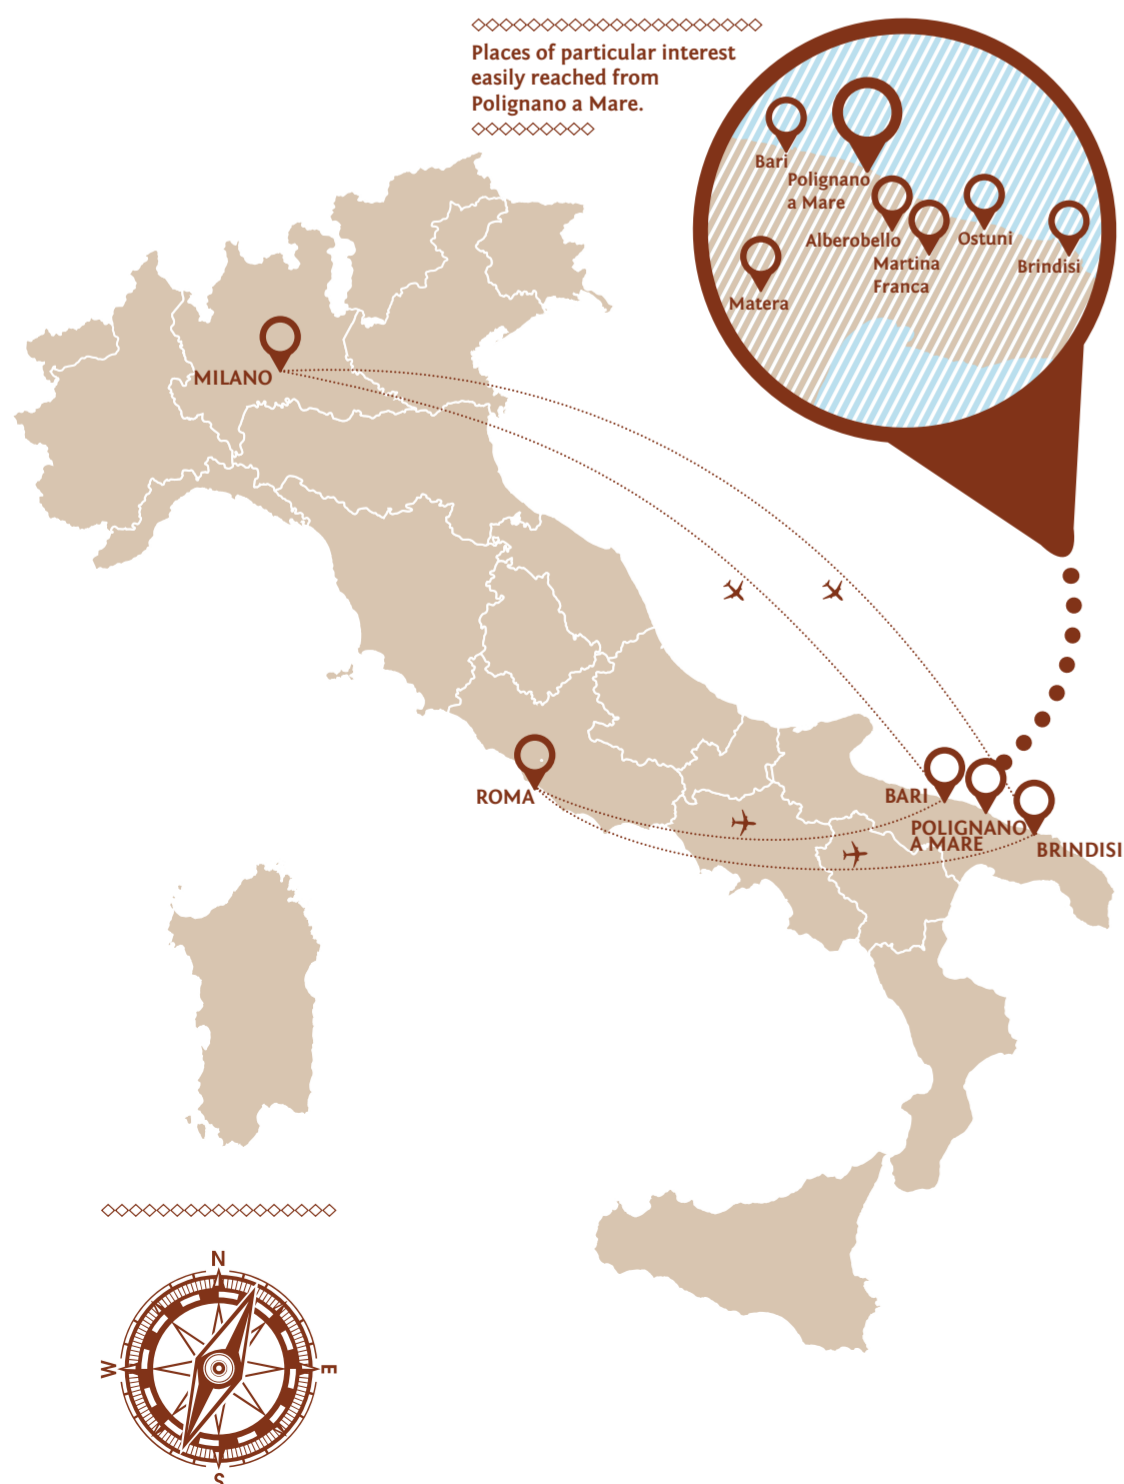 Places of particular interest
easily reached from
Polignano a Mare.
Bari
Polignano
a Mare
Alberobello
Martina
Franca
Ostuni
Brindisi
Matera
MILANO
ROMA
BARI
POLIGNANO
A MARE
BRINDISI
N
W
E
S